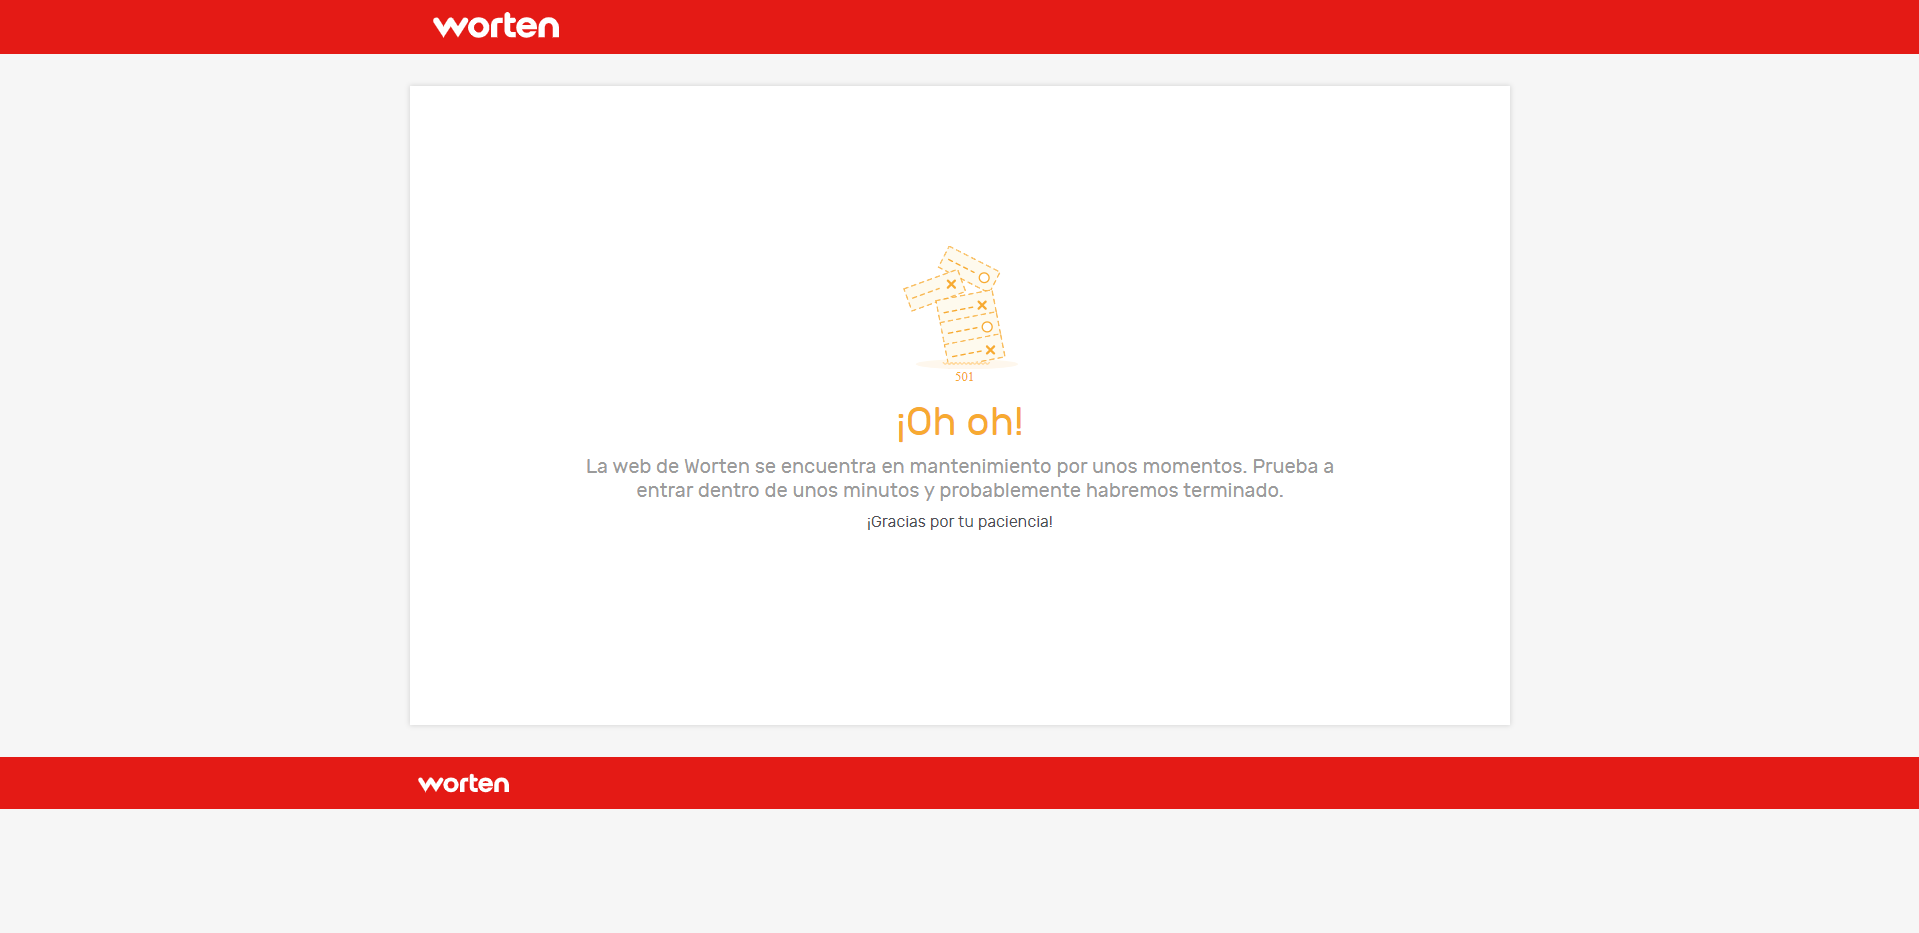 worten
501
¡Oh oh!
La web de Worten se encuentra en mantenimiento por unos momentos. Prueba a
entrar dentro de unos minutos y probablemente habremos terminado.
¡Gracias por tu paciencia!
worten